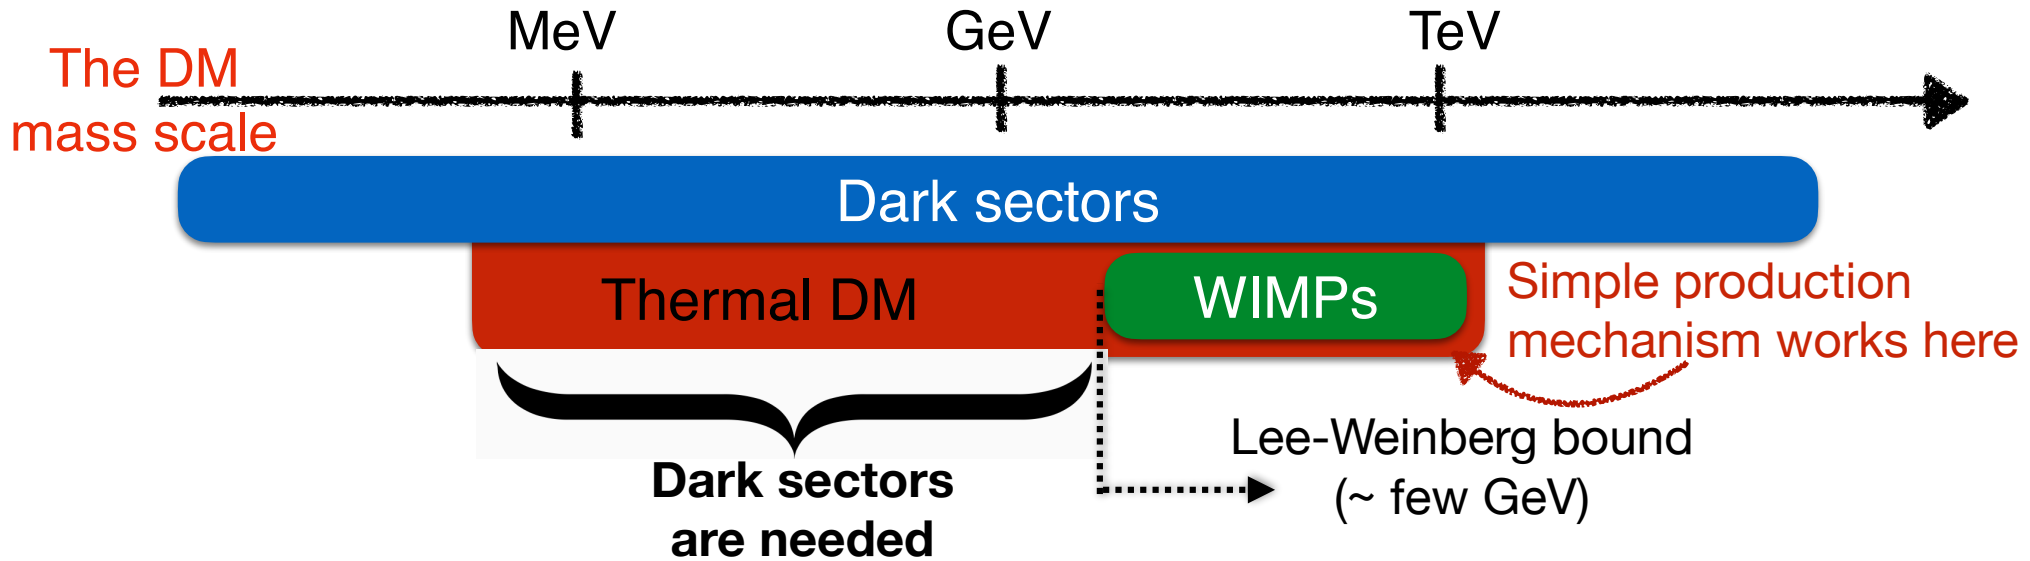 MeV
GeV
TeV
The DM
mass scale
Dark sectors
Thermal DM
WIMPs
Simple production
mechanism works here
Lee-Weinberg bound
(~ few GeV)
Dark sectors
are needed